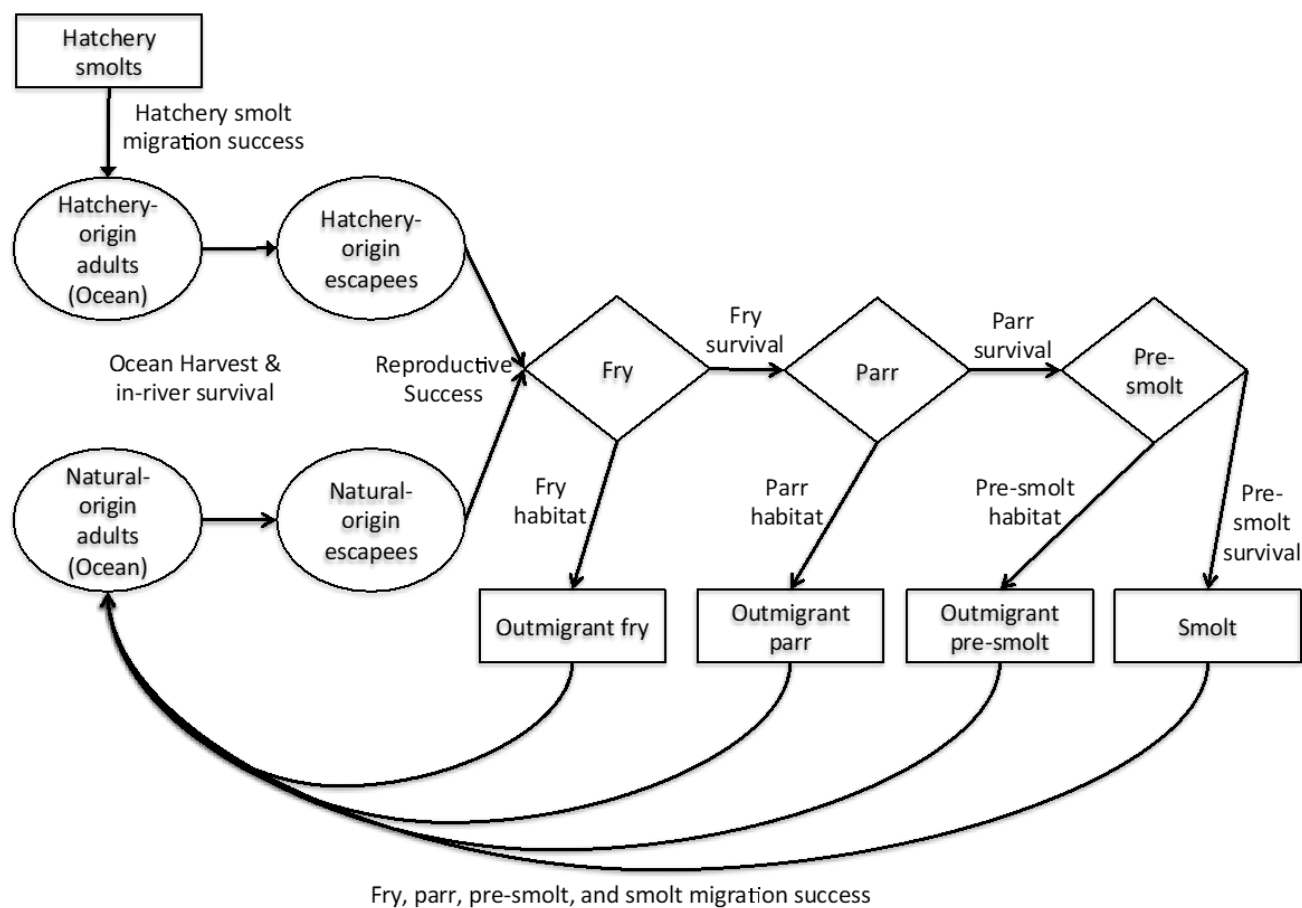 Hatchery
smolts
Hatchery smolt
migration success
Hatchery-
origin
adults
(Ocean)
Hatchery-
origin
escapees
Ocean Harvest &
in-river survival
Reproductive
Success
Fry
Fry
survival
Parr
Parr
survival
Pre-
smolt
Natural-
origin
adults
(Ocean)
Natural-
origin
escapees
Fry
habitat
Parr
habitat
Pre-smolt
habitat
Pre-
smolt
survival
Outmigrant fry
Outmigrant
parr
Outmigrant
pre-smolt
Smolt
Fry, parr, pre-smolt, and smolt migration success